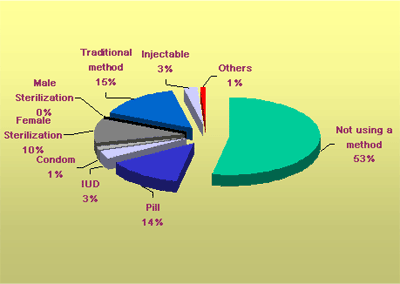 Traditional
method
15%
Injectable
3%
Others
1%
Male
Sterilization
0%
Female
Sterilization
10%
Condom
1%
IUD
3%
Pill
14%
Not using a
method
53%